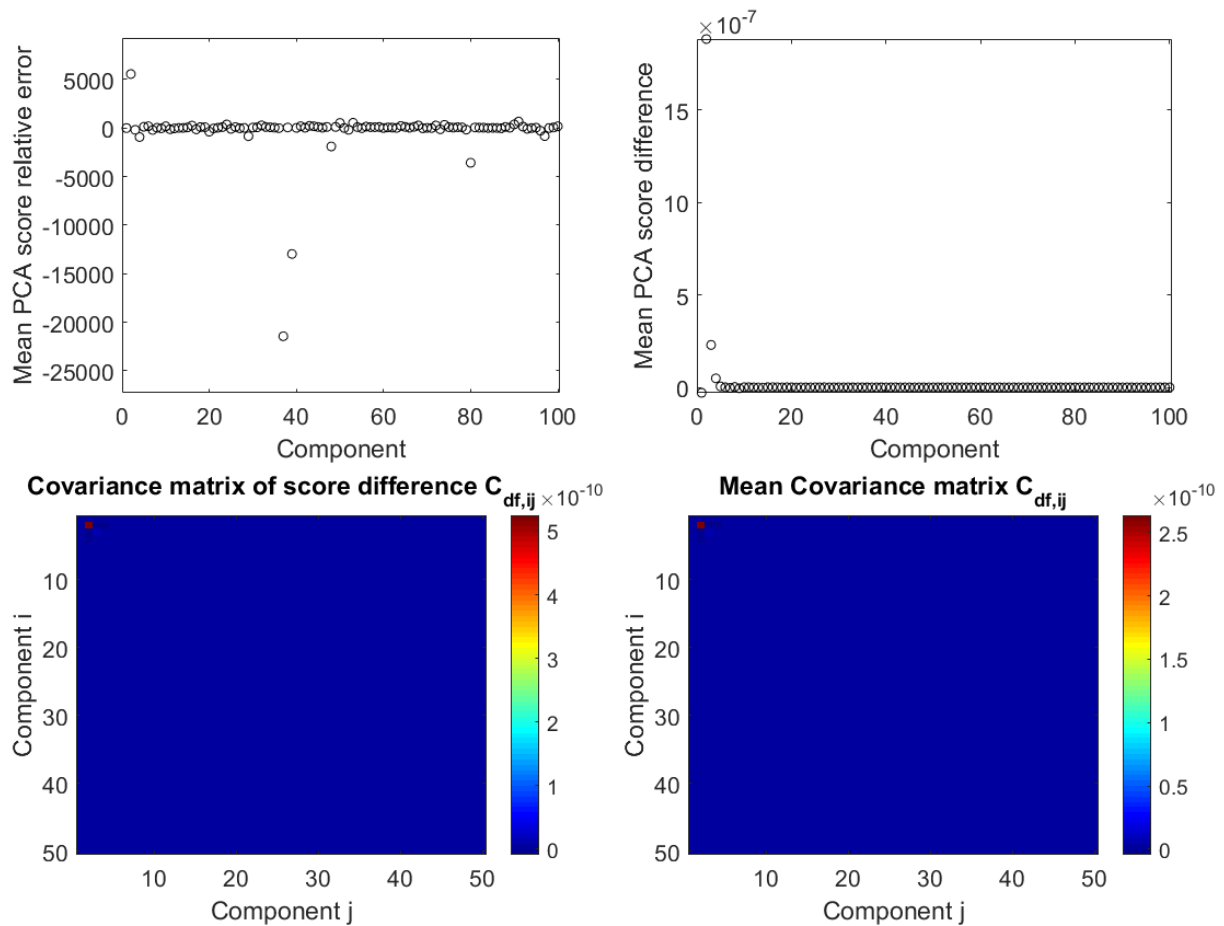 Mean PCA score relative error
5000
0
-5000
-10000
-15000
-20000
-25000
0 20 40 60 80 100
Component
× 10-7
Mean PCA score difference
15
10
5
0
0 20 40 60 80 100
Component
Covariance matrix of score difference Cdf,ij
×10-10
Component i
10
20
30
40
50
10 20 30 40 50
Component j
5
4
3
2
1
0
Mean Covariance matrix Cdf,ij
×10-10
Component i
10
20
30
40
50
10 20 30 40 50
Component j
2.5
2
1.5
1
0.5
0